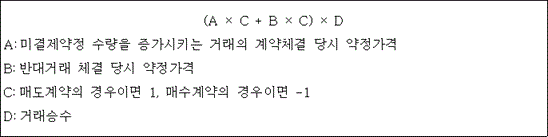 (A × C + B × C) × D
A: 미결제약정 수량을 증가시키는 거래의 계약체결 당시 약정가격
B: 반대거래 체결 당시 약정가격
C: 매도계약의 경우이면 1, 매수계약의 경우이면 -1
D: 거래승수